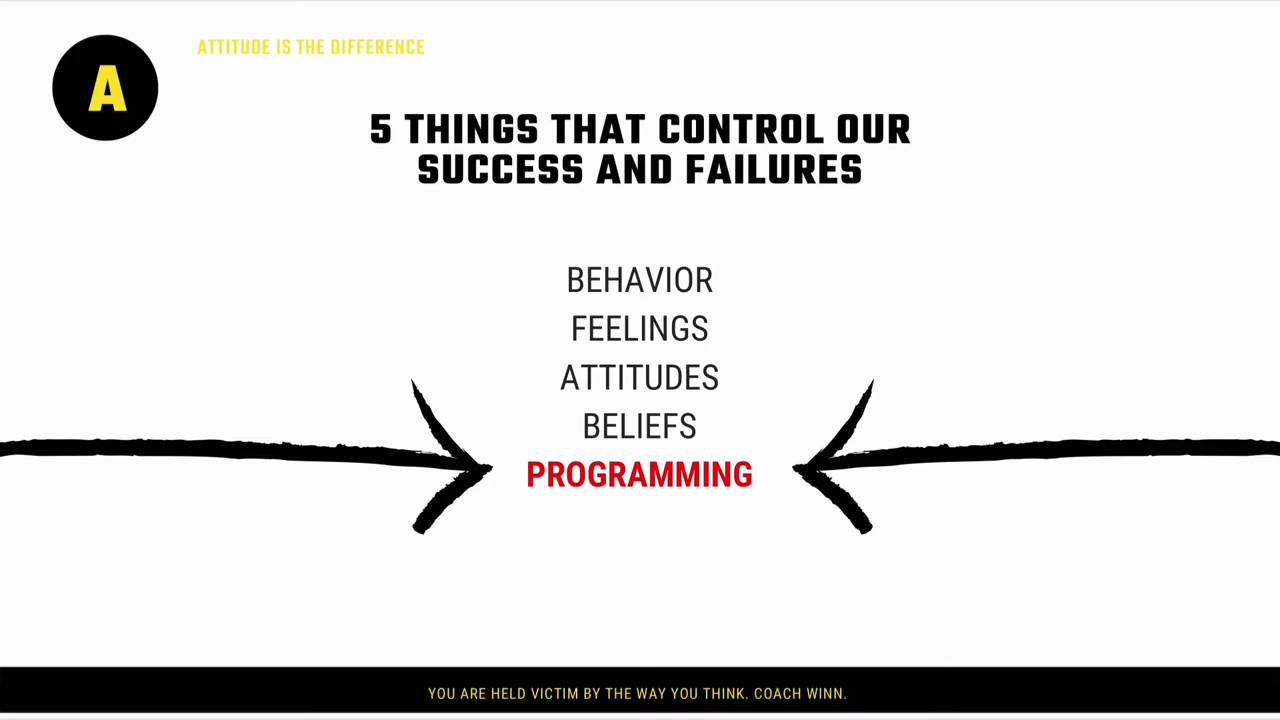 A
ATTITUDE IS THE DIFFERENCE
5 THINGS THAT CONTROL OUR
SUCCESS AND FAILURES
BEHAVIOR
FEELINGS
ATTITUDES
BELIEFS
PROGRAMMING
YOU ARE HELD VICTIM BY THE WAY YOU THINK. COACH WINN.